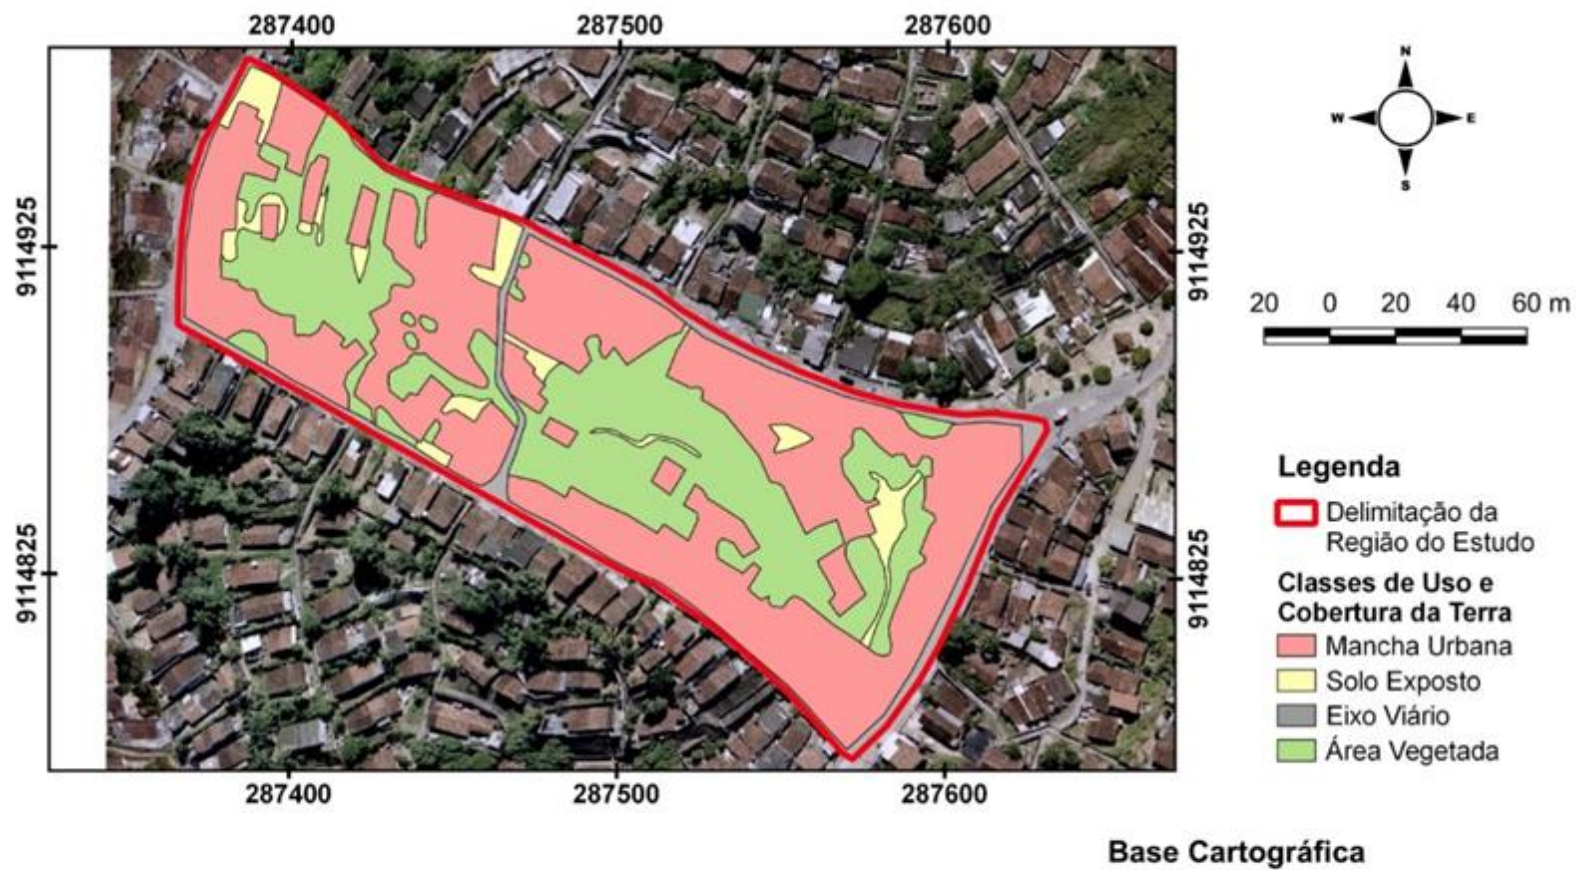 287400
287500
287600
N
W
E
S
9114925
9114925
20 0 20 40 60 m
Legenda
Delimitação da
Região do Estudo
9114825
9114825
Classes de Uso e
Cobertura da Terra
Mancha Urbana
Solo Exposto
Eixo Viário
Área Vegetada
287400
287500
287600
Base Cartográfica